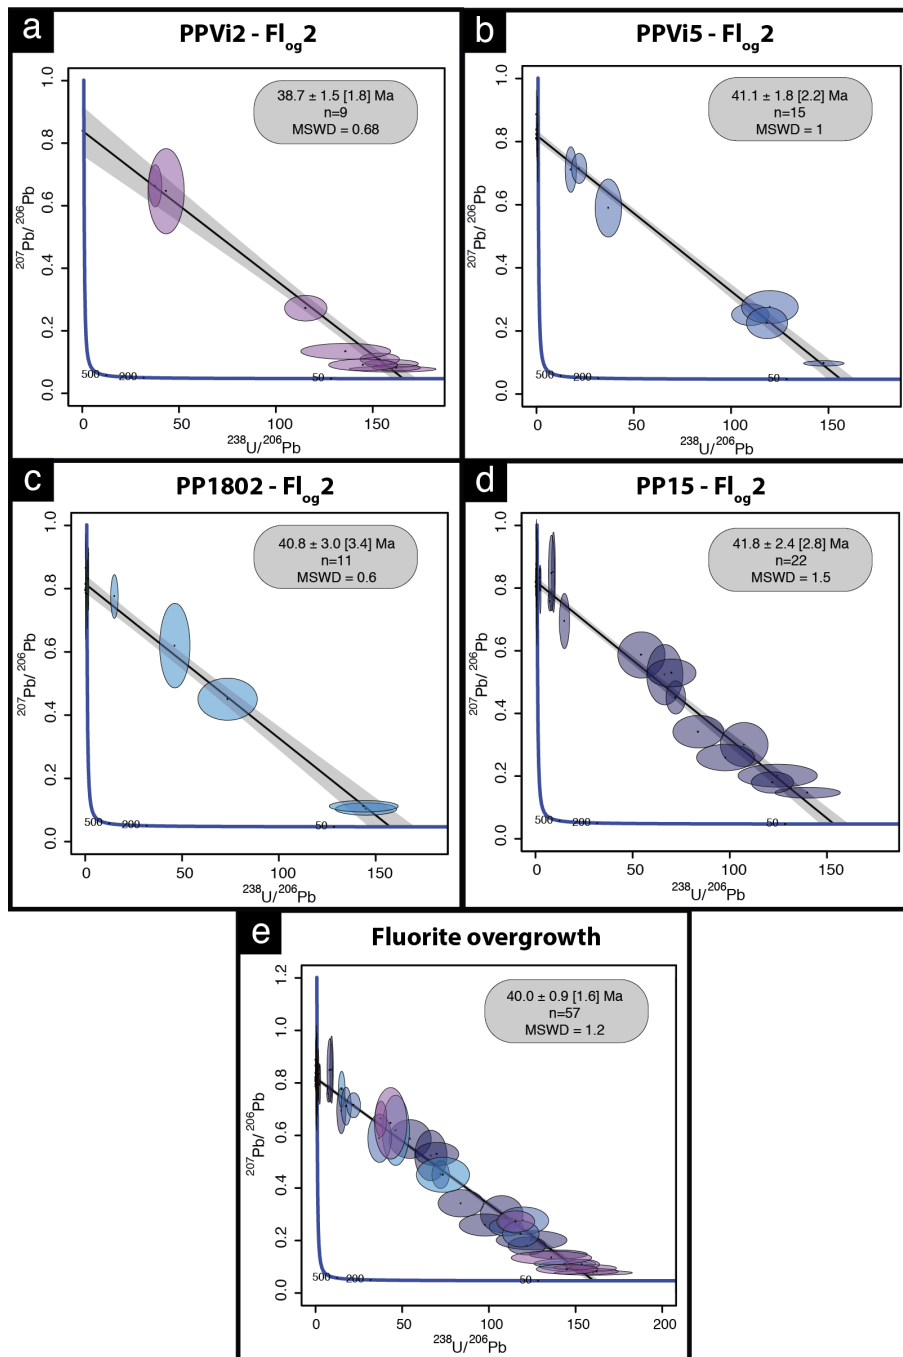 a
PPVi2 - Flog2
38.7 ± 1.5 [1.8] Ma
n=9
MSWD = 0.68
207Pb/ 206Pb
1.0
0.8
0.6
0.4
0.2
0.0
500
200
50
0 50 100 150
238U/206Pb
b
PPVi5 - Flog2
41.1 ± 1.8 [2.2] Ma
n=15
MSWD = 1
207Pb/ 206Pb
1.0
0.8
0.6
0.4
0.2
0.0
500
200
50
0 50 100 150
238U/206Pb
c
PP1802 - Flog2
40.8 ± 3.0 [3.4] Ma
n=11
MSWD = 0.6
207Pb/ 206Pb
1.0
0.8
0.6
0.4
0.2
0.0
500
200
50
0 50 100 150
238U/206Pb
d
PP15 - Flog2
41.8 ± 2.4 [2.8] Ma
n=22
MSWD = 1.5
207Pb/ 206Pb
1.0
0.8
0.6
0.4
0.2
0.0
500
200
50
0 50 100 150
238U/206Pb
e
Fluorite overgrowth
40.0 ± 0.9 [1.6] Ma
n=57
MSWD = 1.2
207Pb/ 206Pb
1.2
1.0
0.8
0.6
0.4
0.2
0.0
500
200
50
0 50 100 150 200
238U/206Pb